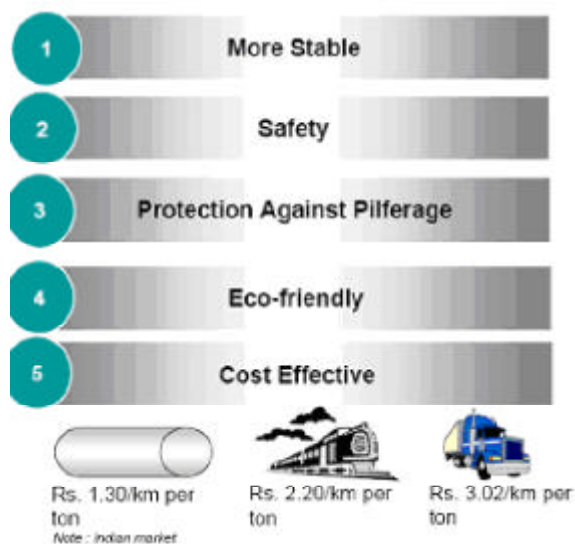 1 More Stable
2 Safety
3 Protection Against Pilferage
4 Eco-friendly
5 Cost Effective
Rs. 1.30/km per
ton
Note : Indian market
Rs. 2.20/km per
ton
Rs. 3.02/km per
ton